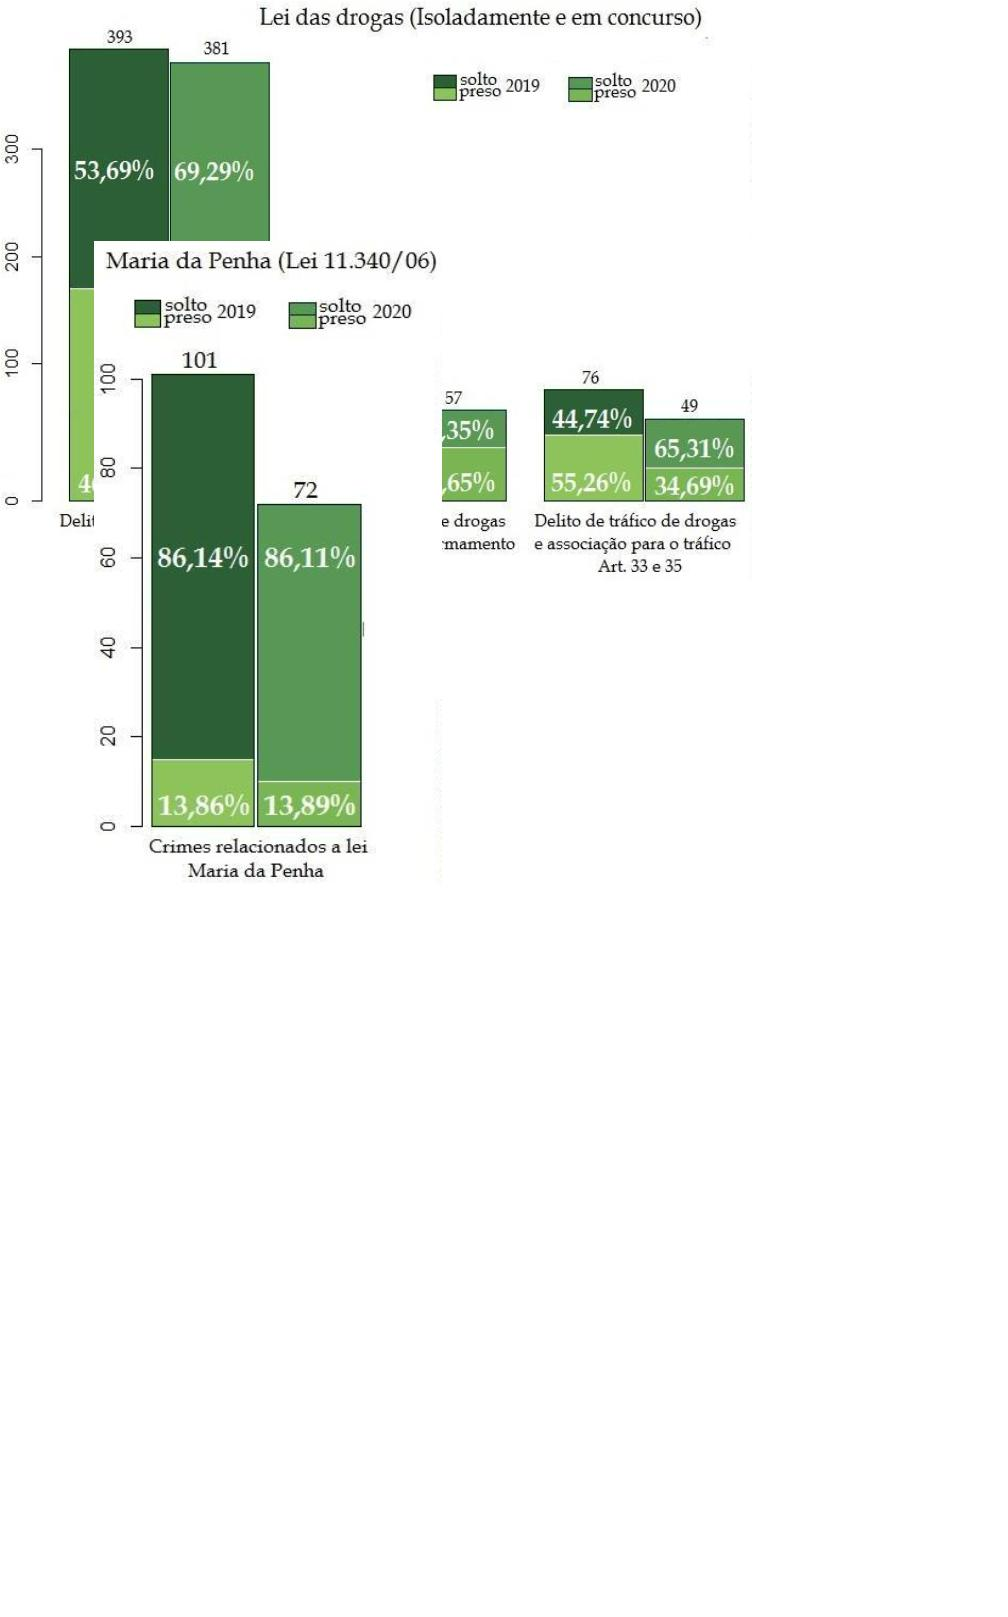 Lei das drogas (Isoladamente e em concurso)
393
381
solto
preso 2019
solto
preso 2020
300
200
100
0
53,69%
69,29%
57
,35%
,65%
76
49
44,74%
65,31%
55,26%
34,69%
e drogas
Delito de tráfico de drogas
e associação para o tráfico
Art. 33 e 35
Maria da Penha (Lei 11.340/06)
solto
preso 2019
solto
preso 2020
101
72
100
80
60
40
20
0
86,14%
86,11%
13,86%
13,89%
Crimes relacionados a lei
Maria da Penha